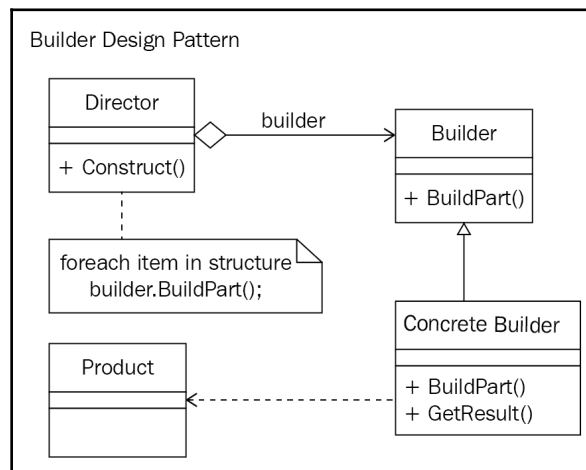 Builder Design Pattern
Director
+ Construct()
builder
Builder
+ BuildPart()
foreach item in structure
builder.BuildPart();
Concrete Builder
+ BuildPart()
+ GetResult()
Product